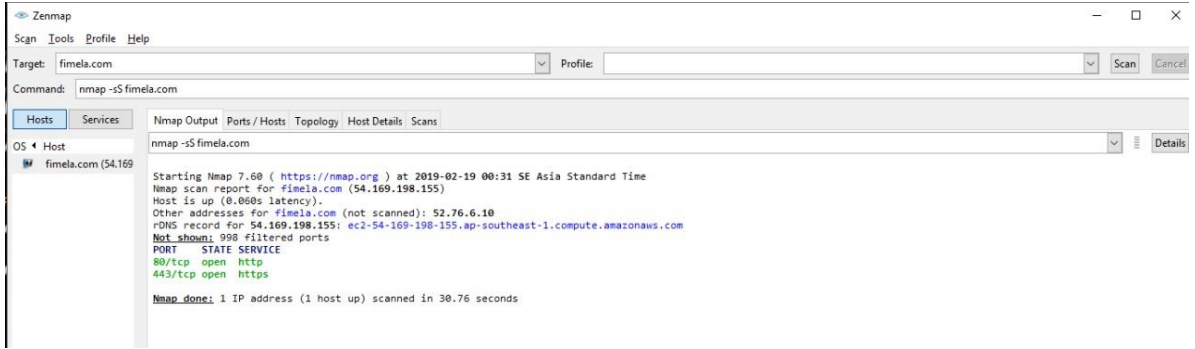 Zenmap
Scan Tools Profile Help
Target: fimela.com Profile: Scan Cancel
Command: nmap -sS fimela.com
Hosts Services Nmap Output Ports / Hosts Topology Host Details Scans
OS Host nmap -sS fimela.com Details
fimela.com (54.169
Starting Nmap 7.60 ( https://nmap.org ) at 2019-02-19 00:31 SE Asia Standard Time
Nmap scan report for fimela.com (54.169.198.155)
Host is up (0.060s latency).
Other addresses for fimela.com (not scanned): 52.76.6.10
rDNS record for 54.169.198.155: ec2-54-169-198-155.ap-southeast-1.compute.amazonaws.com
Not shown: 998 filtered ports
PORT STATE SERVICE
80/tcp open http
443/tcp open https
Nmap done: 1 IP address (1 host up) scanned in 30.76 seconds